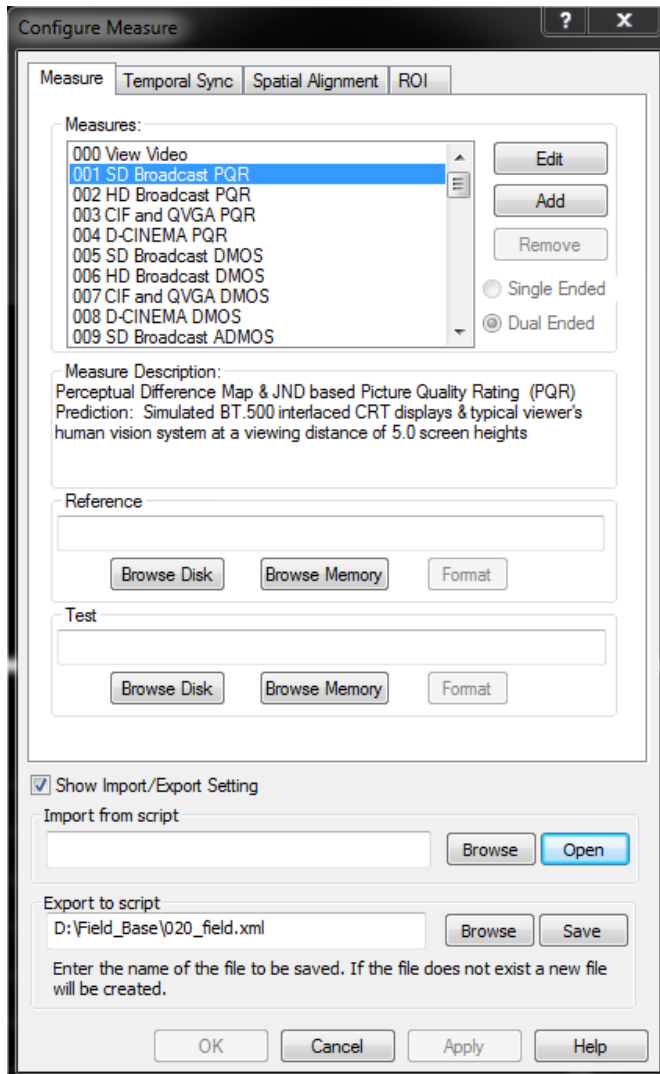 Configure Measure
? X
Measure Temporal Sync Spatial Alignment ROI
Measures:
000 View Video
001 SD Broadcast PQR
002 HD Broadcast PQR
003 CIF and QVGA PQR
004 D-CINEMA PQR
005 SD Broadcast DMOS
006 HD Broadcast DMOS
007 CIF and QVGA DMOS
008 D-CINEMA DMOS
009 SD Broadcast ADMOS
Edit
Add
Remove
Single Ended
Dual Ended
Measure Description:
Perceptual Difference Map & JND based Picture Quality Rating (PQR)
Prediction: Simulated BT.500 interlaced CRT displays & typical viewer's
human vision system at a viewing distance of 5.0 screen heights
Reference
Browse Disk Browse Memory Format
Test
Browse Disk Browse Memory Format
Show Import/Export Setting
Import from script
Browse Open
Export to script
D:\Field_Base\020_field.xml
Browse Save
Enter the name of the file to be saved. If the file does not exist a new file
will be created.
OK Cancel Apply Help